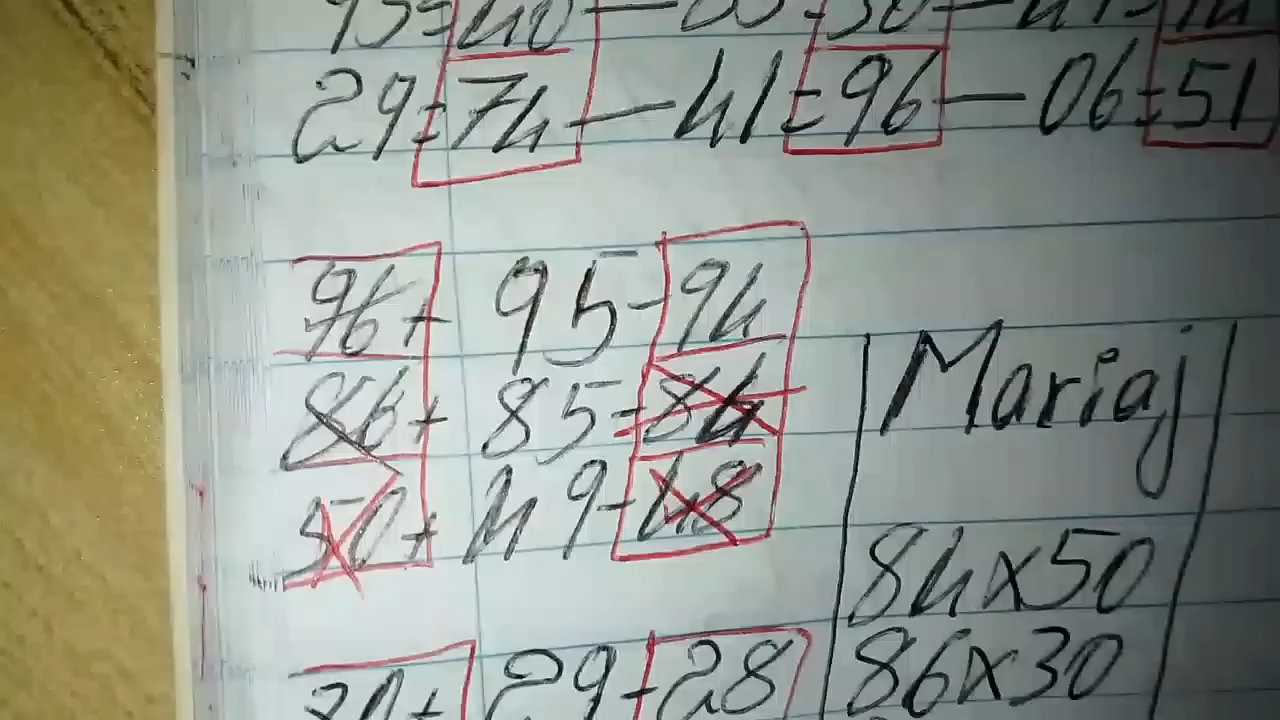 29=74—41=96—06=51
96+ 95-94
86+ 85=84
50+ 49-48
Mariaj
84x50
86x30
29-28